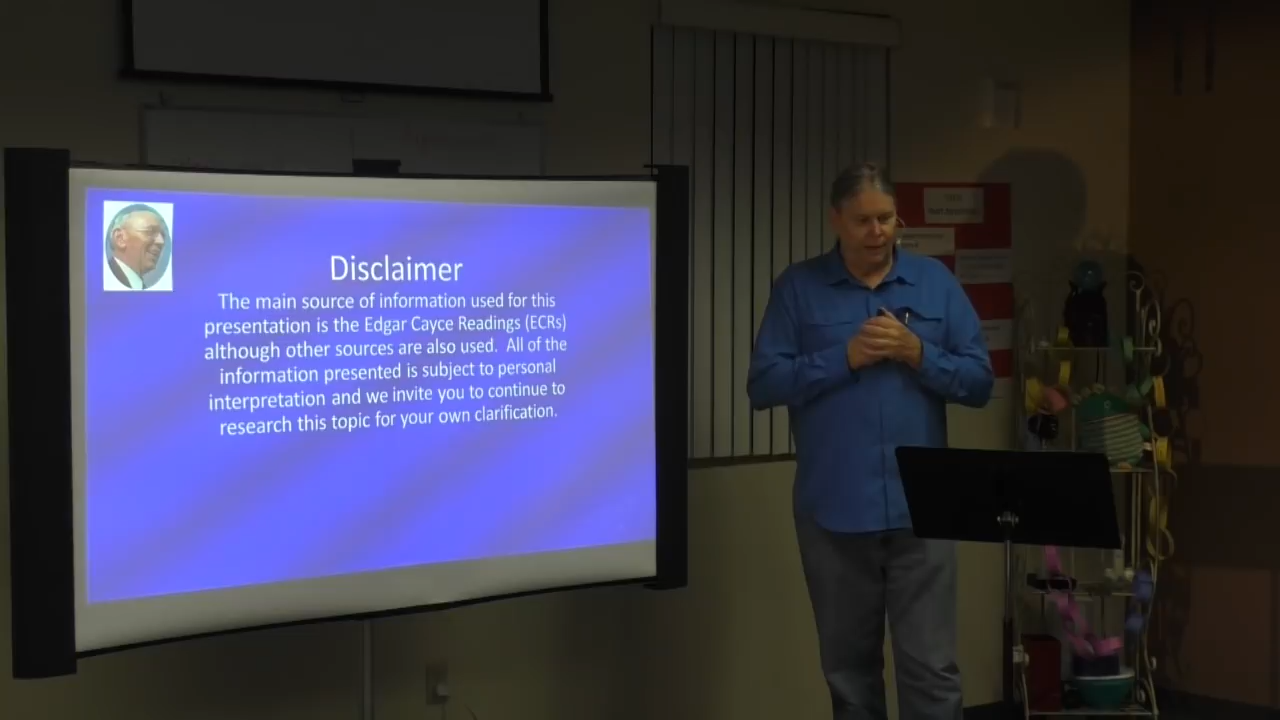 Disclaimer
The main source of information used for this
presentation is the Edgar Cayce Readings (ECRs)
although other sources are also used.  All of the
information presented is subject to personal
interpretation and we invite you to continue to
research this topic for your own clarification.